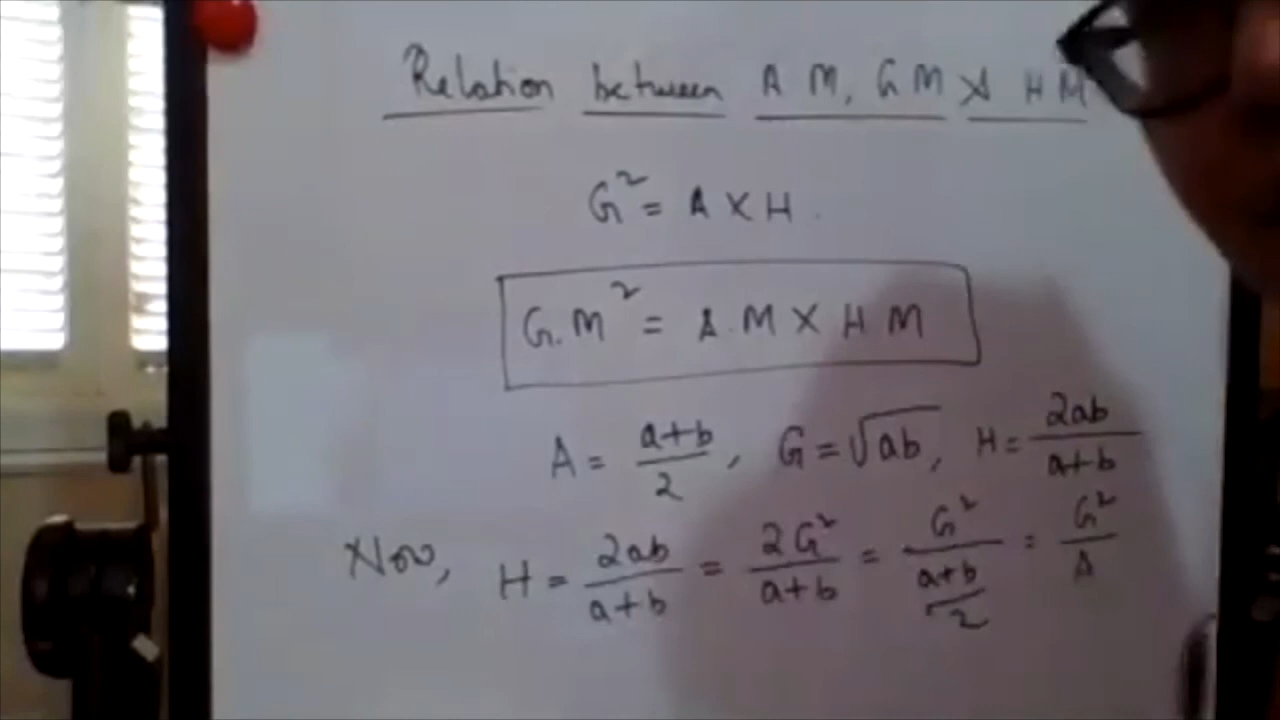 Relation between A M, G M & H M
G² = A × H.
G.M² = A.M × H M
A = (a+b)/2, G = √ab, H = 2ab/(a+b)
Now, H = 2ab/(a+b) = 2G²/(a+b) = G²/((a+b)/2) = G²/A